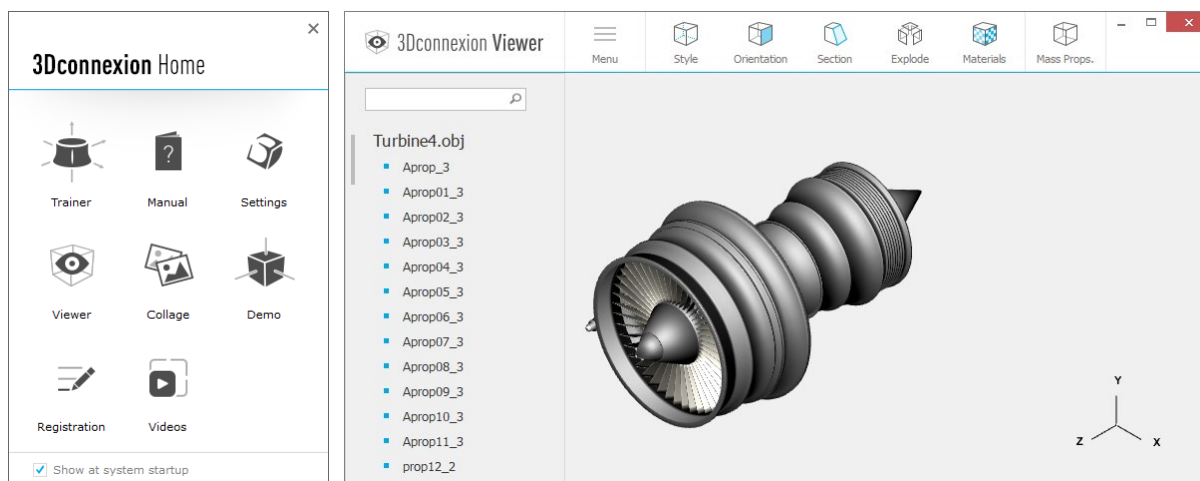 3Dconnexion Home
Trainer
Manual
Settings
?
Viewer
Collage
Demo
Registration
Videos
Show at system startup
3Dconnexion Viewer
Menu
Style
Orientation
Section
Explode
Materials
Mass Props.
Turbine4.obj
Aprop_3
Aprop01_3
Aprop02_3
Aprop03_3
Aprop04_3
Aprop05_3
Aprop06_3
Aprop07_3
Aprop08_3
Aprop09_3
Aprop10_3
Aprop11_3
prop12_2
Y
Z
X